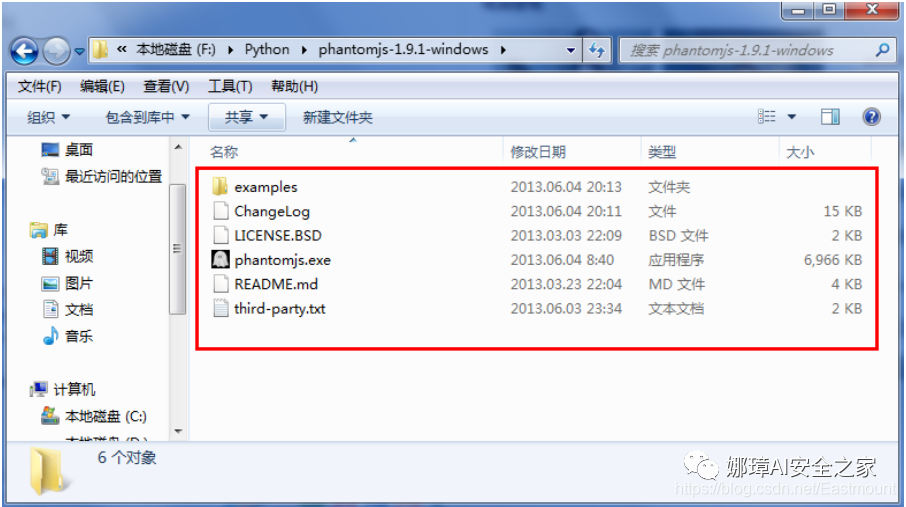 « 本地磁盘 (F:) Python phantomjs-1.9.1-windows 搜索 phantomjs-1.9.1-windows
文件(F) 编辑(E) 查看(V) 工具(T) 帮助(H)
组织 包含到库中 共享 新建文件夹
桌面
最近访问的位置
库
视频
图片
文档
音乐
计算机
本地磁盘 (C:)
本地磁盘 (D:)
名称 修改日期 类型 大小
examples 2013.06.04 20:13 文件夹
ChangeLog 2013.06.04 20:11 文件 15 KB
LICENSE.BSD 2013.03.03 22:09 BSD 文件 2 KB
phantomjs.exe 2013.06.04 8:40 应用程序 6,966 KB
README.md 2013.03.23 22:04 MD 文件 4 KB
third-party.txt 2013.06.03 23:34 文本文档 2 KB
6 个对象
娜璋AI安全之家
https://blog.csdn.net/Eastmount